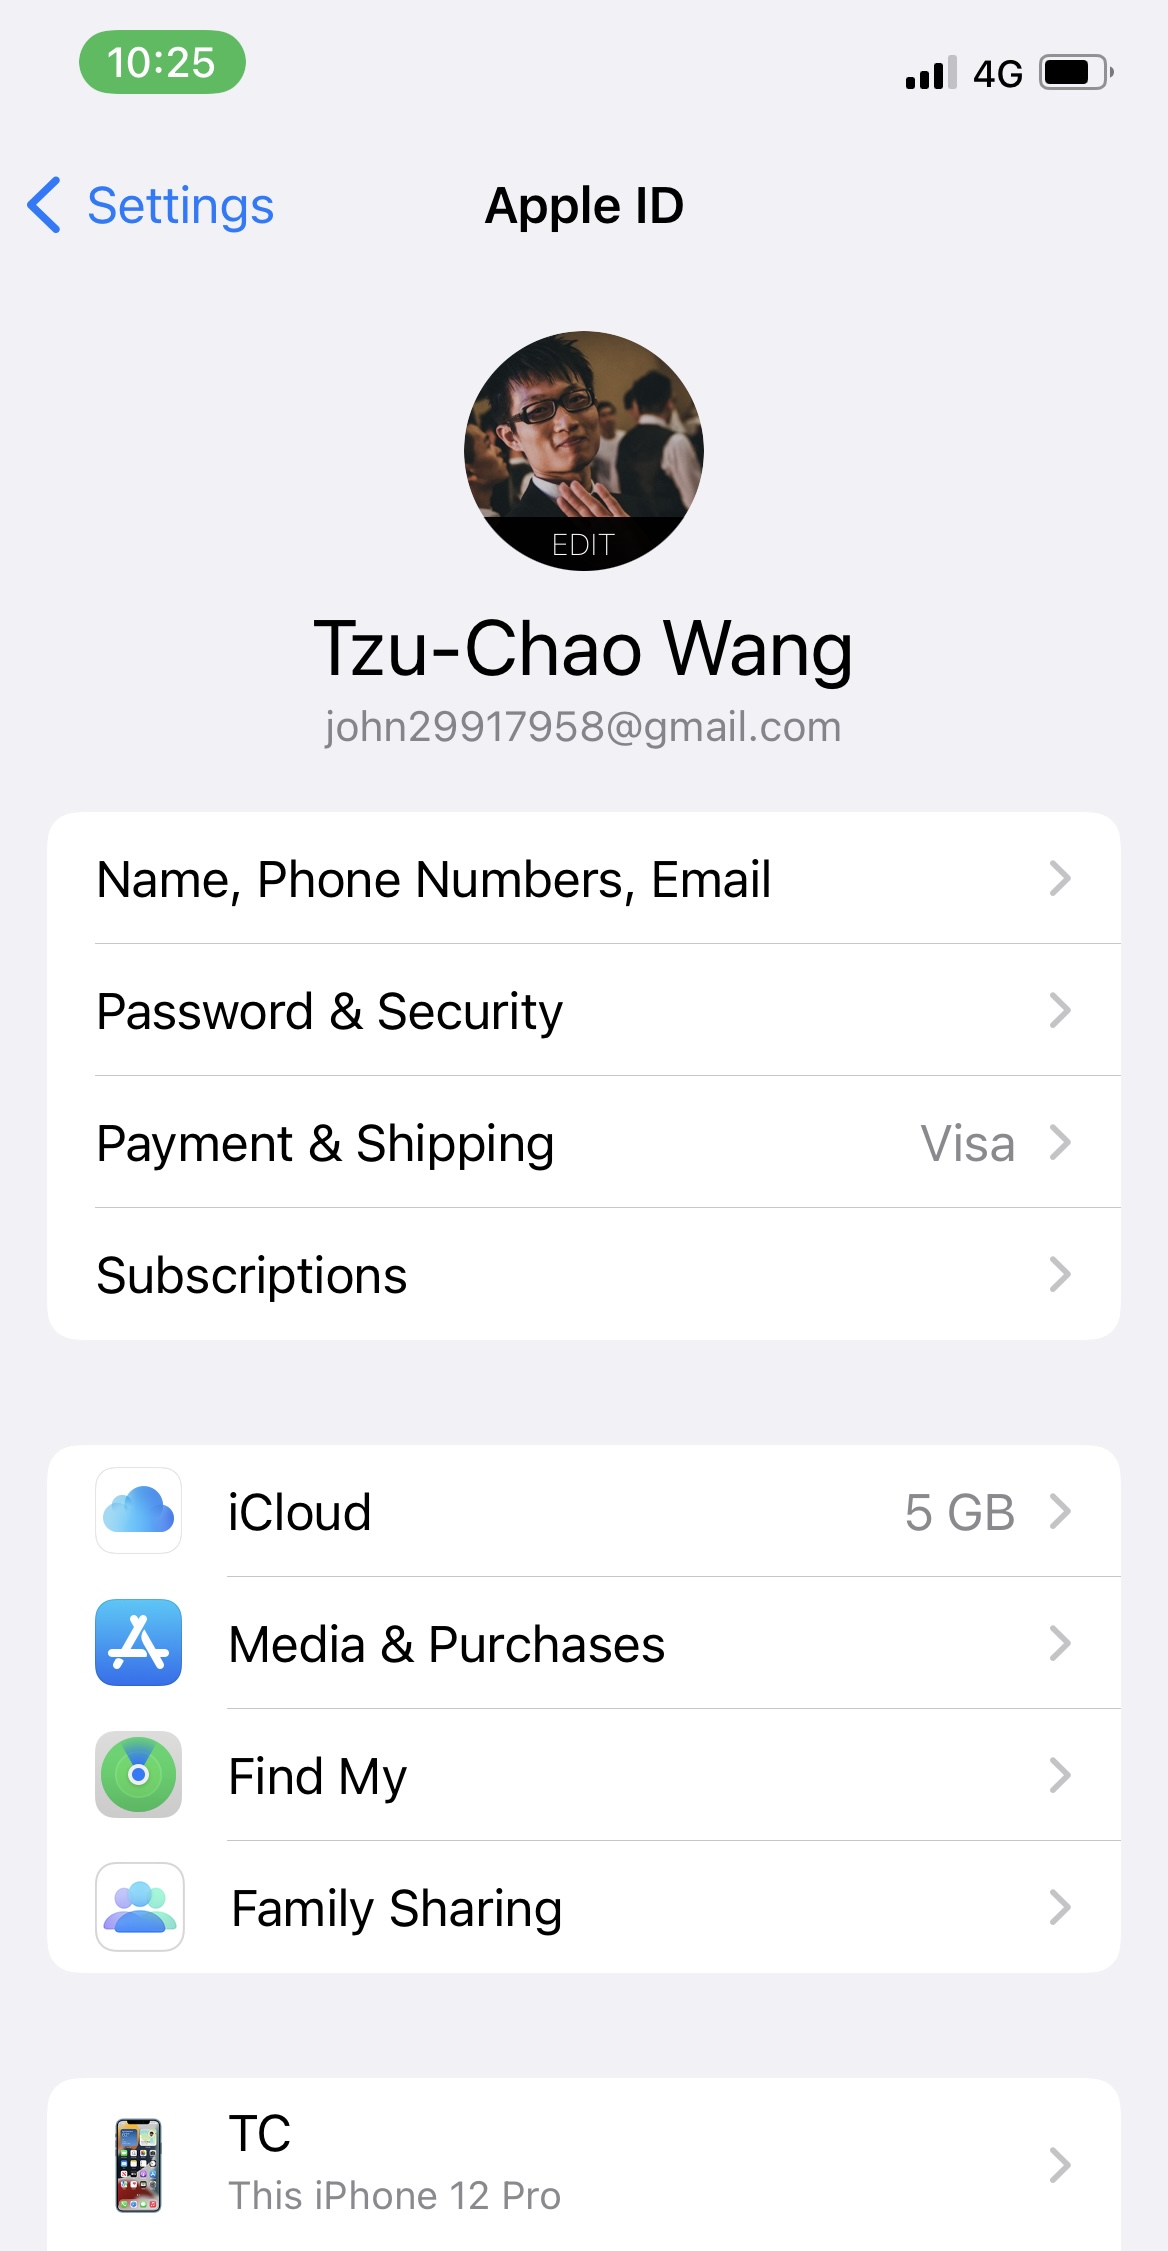 10:25
4G
Settings
Apple ID
EDIT
Tzu-Chao Wang
john29917958@gmail.com
Name, Phone Numbers, Email
Password & Security
Payment & Shipping Visa
Subscriptions
iCloud 5 GB
Media & Purchases
Find My
Family Sharing
TC
This iPhone 12 Pro